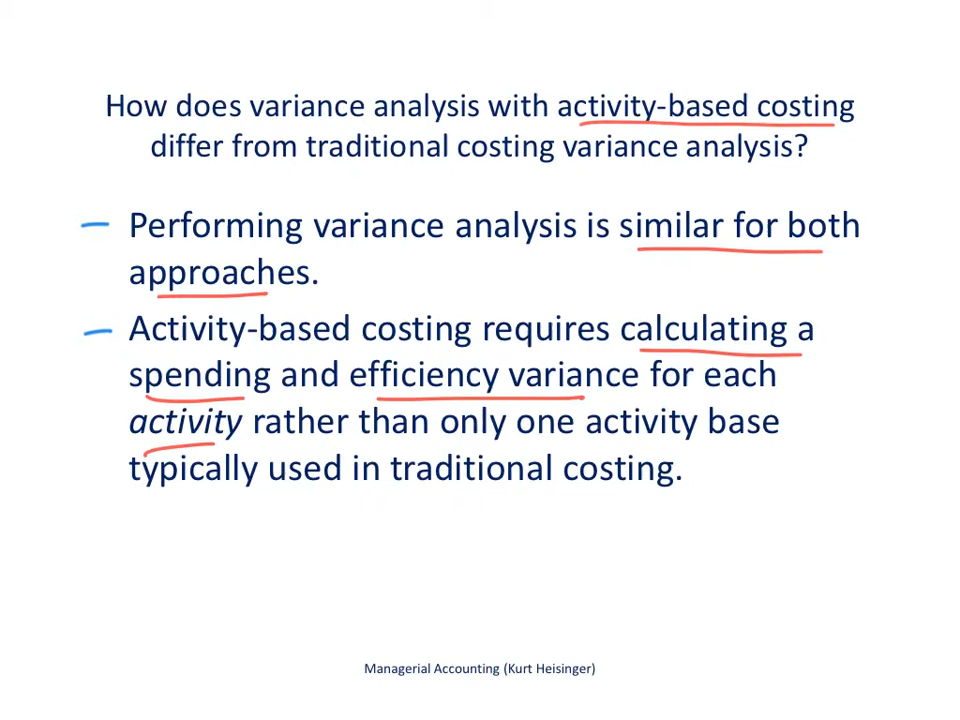 How does variance analysis with activity-based costing
differ from traditional costing variance analysis?
Performing variance analysis is similar for both
approaches.
Activity-based costing requires calculating a
spending and efficiency variance for each
activity rather than only one activity base
typically used in traditional costing.
Managerial Accounting (Kurt Heisinger)